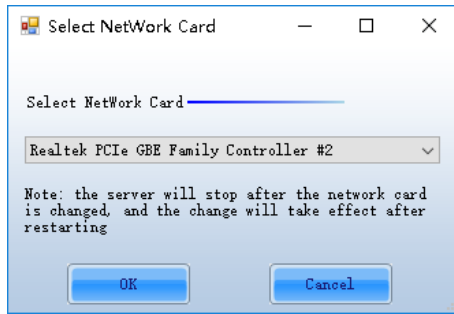 Select NetWork Card
Select NetWork Card
Realtek PCIe GBE Family Controller #2
Note: the server will stop after the network card
is changed, and the change will take effect after
restarting
OK
Cancel